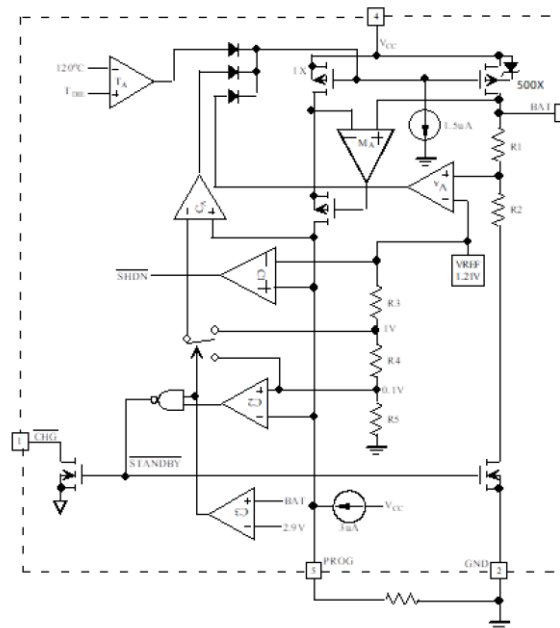 4
VCC
120°C
TA
TDIE
1X
500X
BAT
1.5uA
MA
R1
VA
R2
CA
VREF
1.21V
SHDN
C1
R3
1V
R4
0.1V
C2
R5
CHG
1
STANDBY
BAT
C3
2.9V
VCC
3uA
PROG
GND
5
2